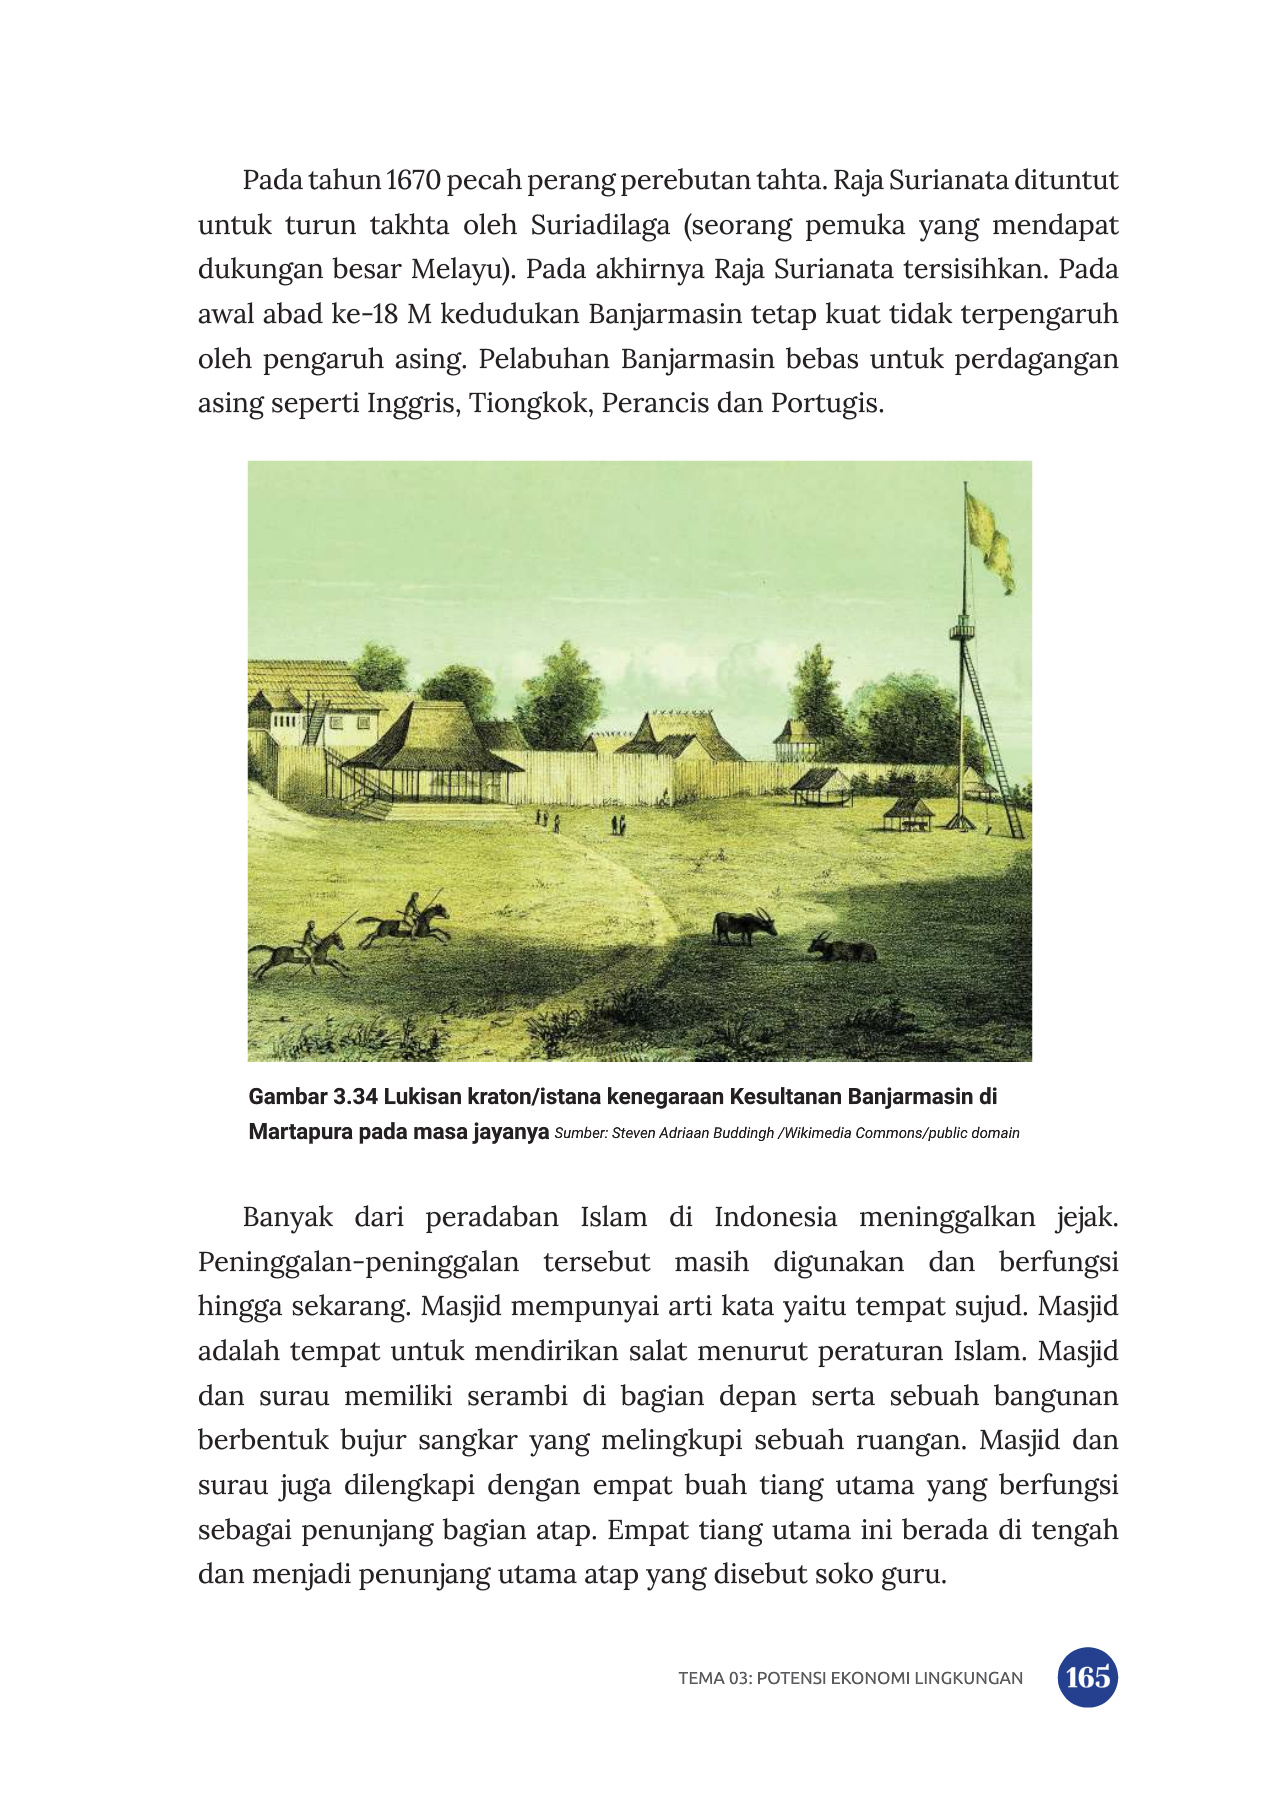 Pada tahun 1670 pecah perang perebutan tahta. Raja Surianata dituntut
untuk turun takhta oleh Suriadilaga (seorang pemuka yang mendapat
dukungan besar Melayu). Pada akhirnya Raja Surianata tersisihkan. Pada
awal abad ke-18 M kedudukan Banjarmasin tetap kuat tidak terpengaruh
oleh pengaruh asing. Pelabuhan Banjarmasin bebas untuk perdagangan
asing seperti Inggris, Tiongkok, Perancis dan Portugis.
Gambar 3.34 Lukisan kraton/istana kenegaraan Kesultanan Banjarmasin di
Martapura pada masa jayanya Sumber: Steven Adriaan Buddingh /Wikimedia Commons/public domain
Banyak dari peradaban Islam di Indonesia meninggalkan jejak.
Peninggalan-peninggalan tersebut masih digunakan dan berfungsi
hingga sekarang. Masjid mempunyai arti kata yaitu tempat sujud. Masjid
adalah tempat untuk mendirikan salat menurut peraturan Islam. Masjid
dan surau memiliki serambi di bagian depan serta sebuah bangunan
berbentuk bujur sangkar yang melingkupi sebuah ruangan. Masjid dan
surau juga dilengkapi dengan empat buah tiang utama yang berfungsi
sebagai penunjang bagian atap. Empat tiang utama ini berada di tengah
dan menjadi penunjang utama atap yang disebut soko guru.
TEMA 03: POTENSI EKONOMI LINGKUNGAN 165